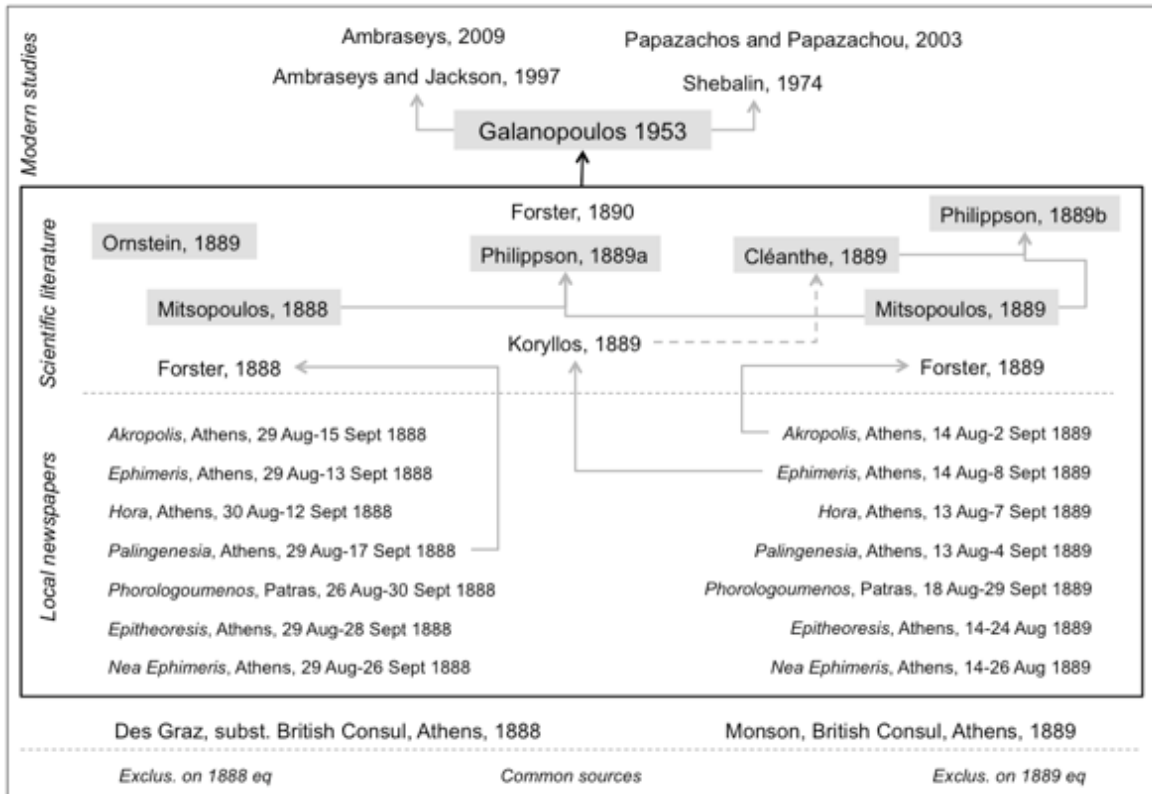 Modern studies
Ambraseys, 2009
Papazachos and Papazachou, 2003
Ambraseys and Jackson, 1997
Shebalin, 1974
Galanopoulos 1953
Scientific literature
Forster, 1890
Philippson, 1889b
Ornstein, 1889
Philippson, 1889a
Cléanthe, 1889
Mitsopoulos, 1888
Mitsopoulos, 1889
Koryllos, 1889
Forster, 1888
Forster, 1889
Local newspapers
Akropolis, Athens, 29 Aug-15 Sept 1888
Akropolis, Athens, 14 Aug-2 Sept 1889
Ephimeris, Athens, 29 Aug-13 Sept 1888
Ephimeris, Athens, 14 Aug-8 Sept 1889
Hora, Athens, 30 Aug-12 Sept 1888
Hora, Athens, 13 Aug-7 Sept 1889
Palingenesia, Athens, 29 Aug-17 Sept 1888
Palingenesia, Athens, 13 Aug-4 Sept 1889
Phorologoumenos, Patras, 26 Aug-30 Sept 1888
Phorologoumenos, Patras, 18 Aug-29 Sept 1889
Epitheoresis, Athens, 29 Aug-28 Sept 1888
Epitheoresis, Athens, 14-24 Aug 1889
Nea Ephimeris, Athens, 29 Aug-26 Sept 1888
Nea Ephimeris, Athens, 14-26 Aug 1889
Des Graz, subst. British Consul, Athens, 1888
Monson, British Consul, Athens, 1889
Exclus. on 1888 eq
Common sources
Exclus. on 1889 eq